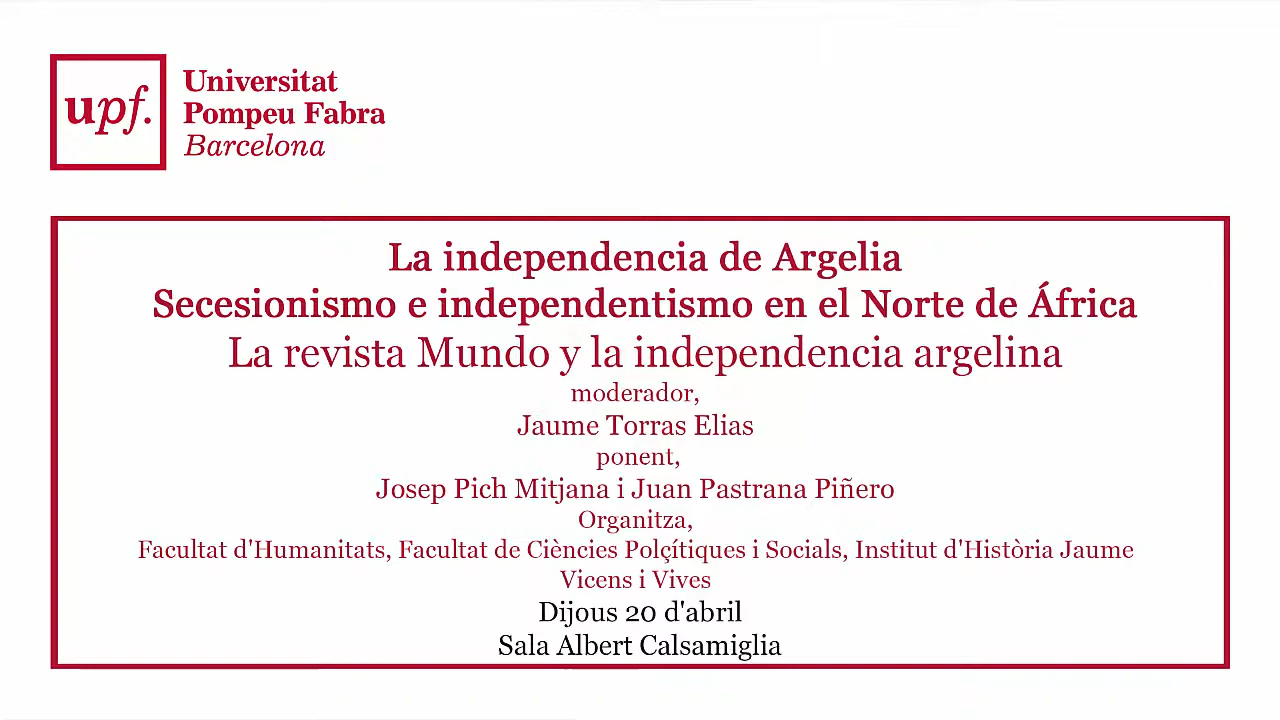 upf.
Universitat
Pompeu Fabra
Barcelona
La independencia de Argelia
Secesionismo e independentismo en el Norte de África
La revista Mundo y la independencia argelina
moderador,
Jaume Torras Elias
ponent,
Josep Pich Mitjana i Juan Pastrana Piñero
Organitza,
Facultat d'Humanitats, Facultat de Ciències Polçítiques i Socials, Institut d'Història Jaume
Vicens i Vives
Dijous 20 d'abril
Sala Albert Calsamiglia